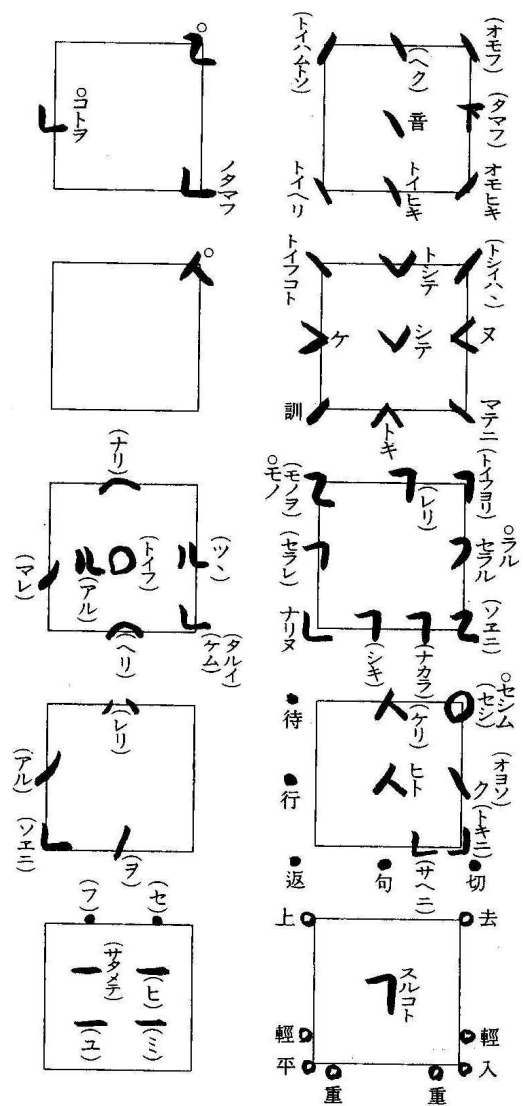 (オモフ)
(タマフ)
オモヒキ
(ヘク)
音
トイヒキ
(トイハムトソ)
トイヘリ
(トシイハン)
ヌ
マテニ
トシテ
シテ
トキ
トイフコト
ケ
訓
(トイフヨリ)
°ラル
セラル
(ソヱニ)
(レリ)
(ナカラ)
(シキ)
(モノヲ)
°モノ
(セラレ)
ナリヌ
°セシム
(セシ)
(オヨソ)
ク
(トキニ)
切
(ケリ)
ヒト
(サヘニ)
句
待
行
返
去
輕
入
スルコト
重
重
上
輕
平
ノタマフ
°コトヲ
(ツン)
(タルイ)
(ケム)
(ナリ)
(トイフ)
(アル)
(ヘリ)
(マレ)
(レリ)
(ヲ)
(アル)
(ソヱニ)
(セ)
(ヒ)
(ミ)
(フ)
(サタメテ)
(ユ)